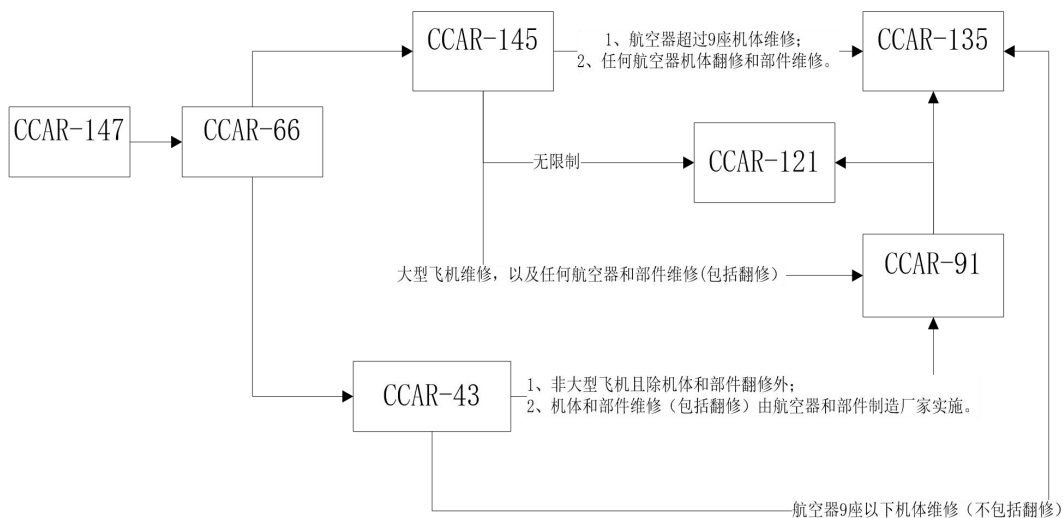 CCAR-147
CCAR-66
CCAR-145
1、航空器超过9座机体维修；
2、任何航空器机体翻修和部件维修。
CCAR-135
无限制
CCAR-121
大型飞机维修，以及任何航空器和部件维修(包括翻修）
CCAR-91
CCAR-43
1、非大型飞机且除机体和部件翻修外；
2、机体和部件维修（包括翻修）由航空器和部件制造厂家实施。
航空器9座以下机体维修（不包括翻修）